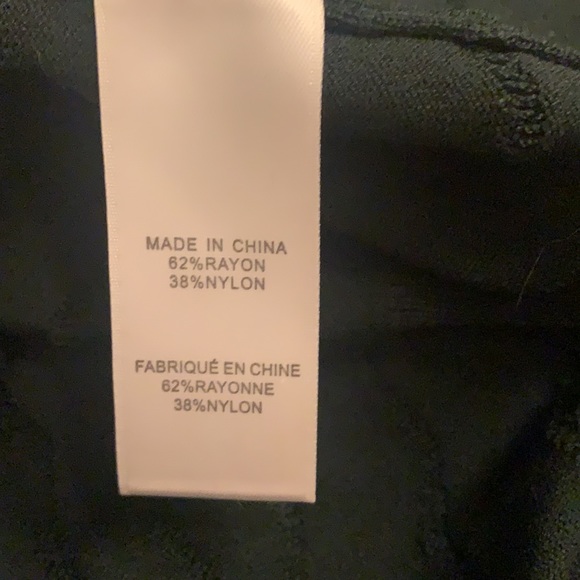 MADE IN CHINA
62%RAYON
38%NYLON
FABRIQUÉ EN CHINE
62%RAYONNE
38%NYLON